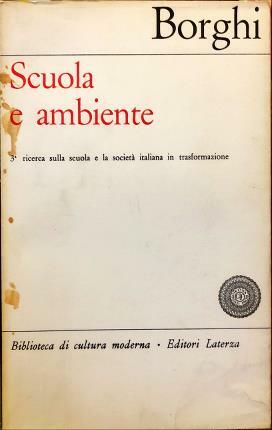 Borghi
Scuola
e ambiente
3ª ricerca sulla scuola e la società italiana in trasformazione
Biblioteca di cultura moderna • Editori Laterza